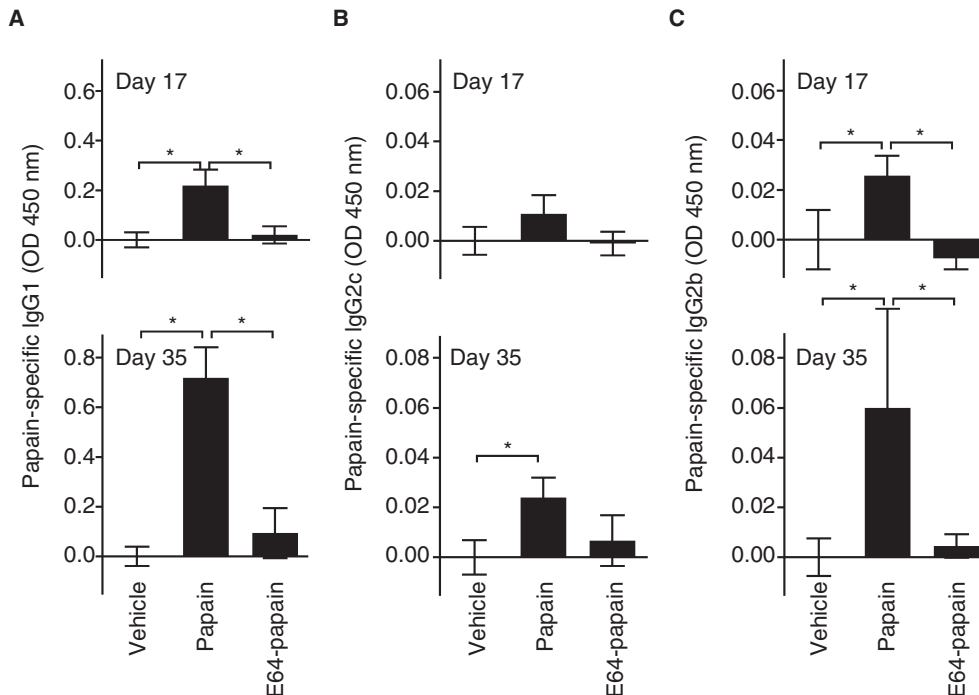 A
Papain-specific IgG1 (OD 450 nm)
Day 17
0.6
0.4
0.2
0.0
* *
Day 35
0.8
0.6
0.4
0.2
0.0
* *
Vehicle
Papain
E64-papain
B
Papain-specific IgG2c (OD 450 nm)
Day 17
0.06
0.04
0.02
0.00
Day 35
0.08
0.06
0.04
0.02
0.00
*
Vehicle
Papain
E64-papain
C
Papain-specific IgG2b (OD 450 nm)
Day 17
0.06
0.04
0.02
0.00
* *
Day 35
0.08
0.06
0.04
0.02
0.00
* *
Vehicle
Papain
E64-papain